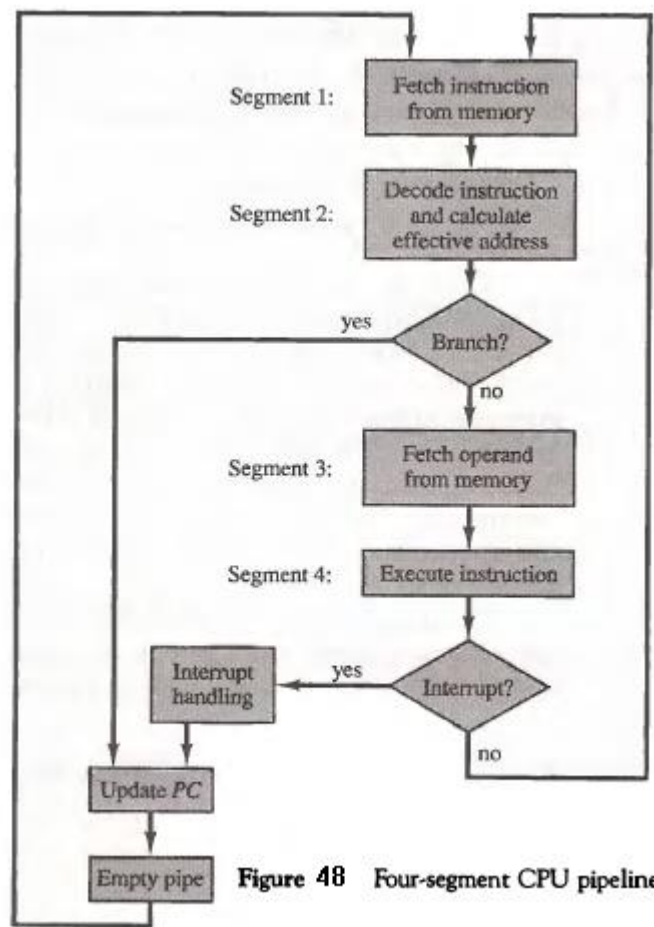 Segment 1:
Fetch instruction
from memory
Segment 2:
Decode instruction
and calculate
effective address
yes
Branch?
no
Segment 3:
Fetch operand
from memory
Segment 4:
Execute instruction
Interrupt
handling
yes
Interrupt?
no
Update PC
Empty pipe
Figure 48 Four-segment CPU pipeline